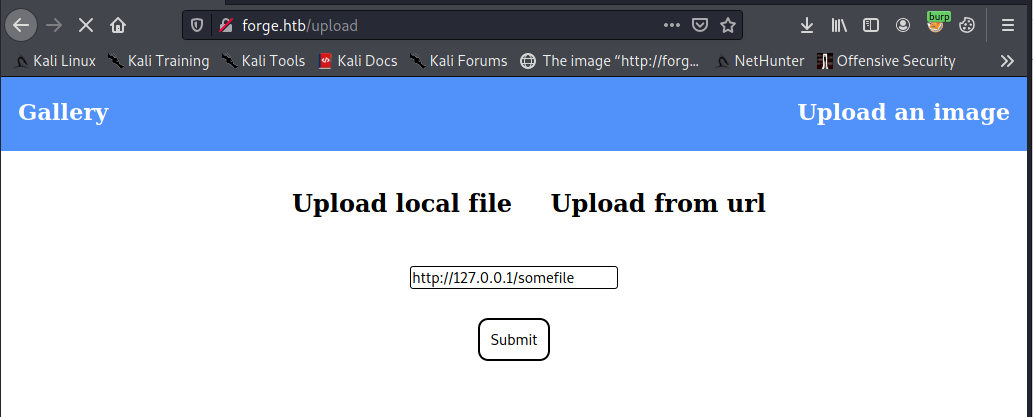 forge.htb/upload
burp
Kali Linux Kali Training Kali Tools Kali Docs Kali Forums The image “http://forg… NetHunter Offensive Security
Gallery Upload an image
Upload local file Upload from url
http://127.0.0.1/somefile
Submit